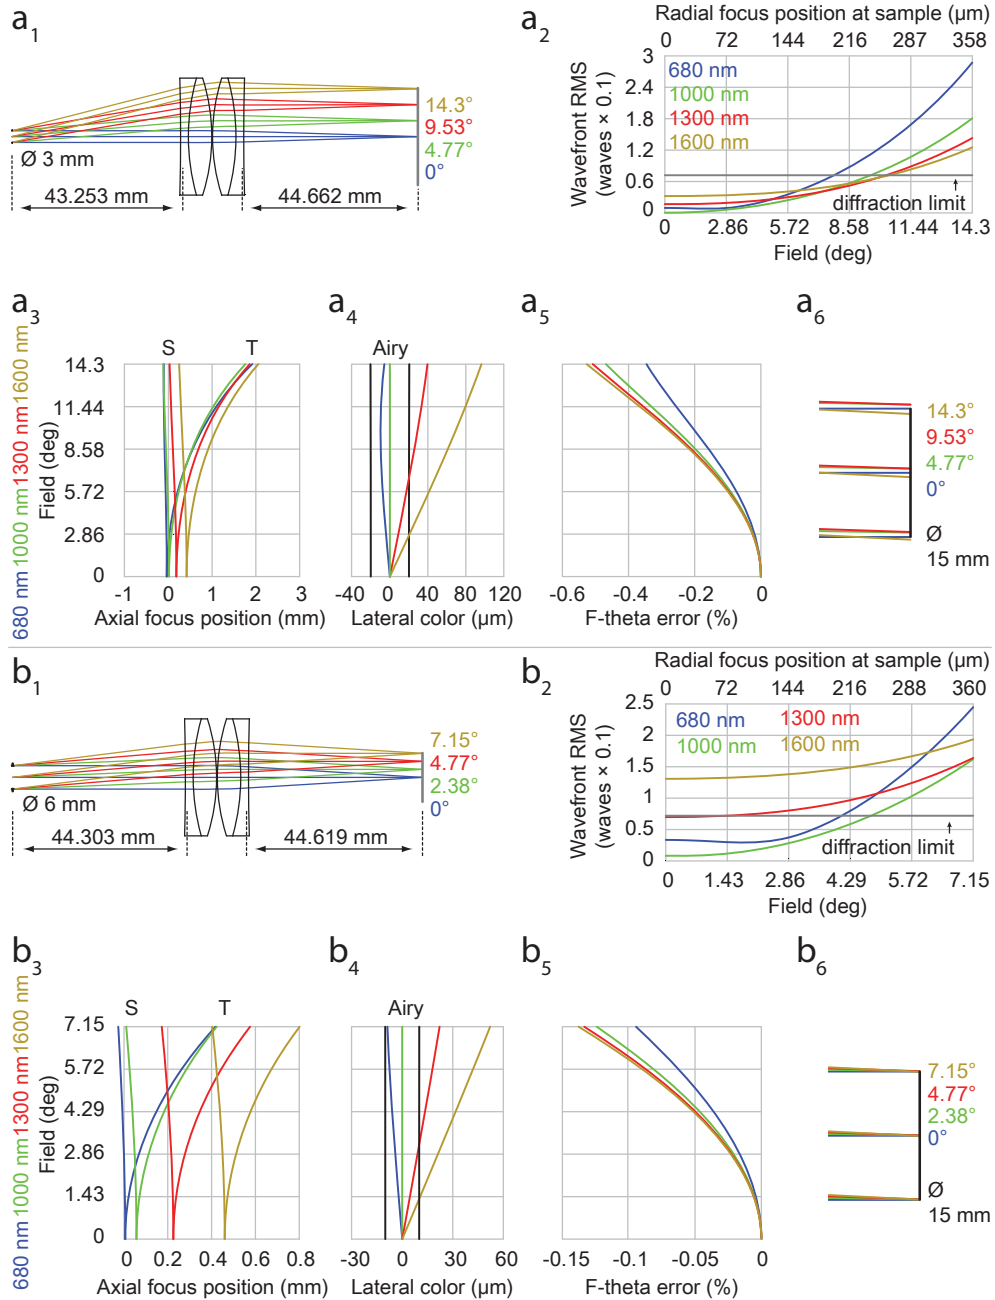 a1
14.3°
9.53°
4.77°
0°
Ø 3 mm
43.253 mm
44.662 mm
a2
Radial focus position at sample (µm)
0 72 144 216 287 358
Wavefront RMS
(waves × 0.1)
3
2.4
1.8
1.2
0.6
0
680 nm
1000 nm
1300 nm
1600 nm
diffraction limit
0 2.86 5.72 8.58 11.44 14.3
Field (deg)
a3
680 nm 1000 nm 1300 nm 1600 nm
Field (deg)
S T
14.3
11.44
8.58
5.72
2.86
0
-1 0 1 2 3
Axial focus position (mm)
a4
Airy
-40 0 40 80 120
Lateral color (µm)
a5
-0.6 -0.4 -0.2 0
F-theta error (%)
a6
14.3°
9.53°
4.77°
0°
Ø
15 mm
b1
7.15°
4.77°
2.38°
0°
Ø 6 mm
44.303 mm
44.619 mm
b2
Radial focus position at sample (µm)
0 72 144 216 288 360
Wavefront RMS
(waves × 0.1)
2.5
2
1.5
1
0.5
0
680 nm 1300 nm
1000 nm 1600 nm
diffraction limit
0 1.43 2.86 4.29 5.72 7.15
Field (deg)
b3
680 nm 1000 nm 1300 nm 1600 nm
Field (deg)
S T
7.15
5.72
4.29
2.86
1.43
0
0 0.2 0.4 0.6 0.8
Axial focus position (mm)
b4
Airy
-30 0 30 60
Lateral color (µm)
b5
-0.15 -0.1 -0.05 0
F-theta error (%)
b6
7.15°
4.77°
2.38°
0°
Ø
15 mm